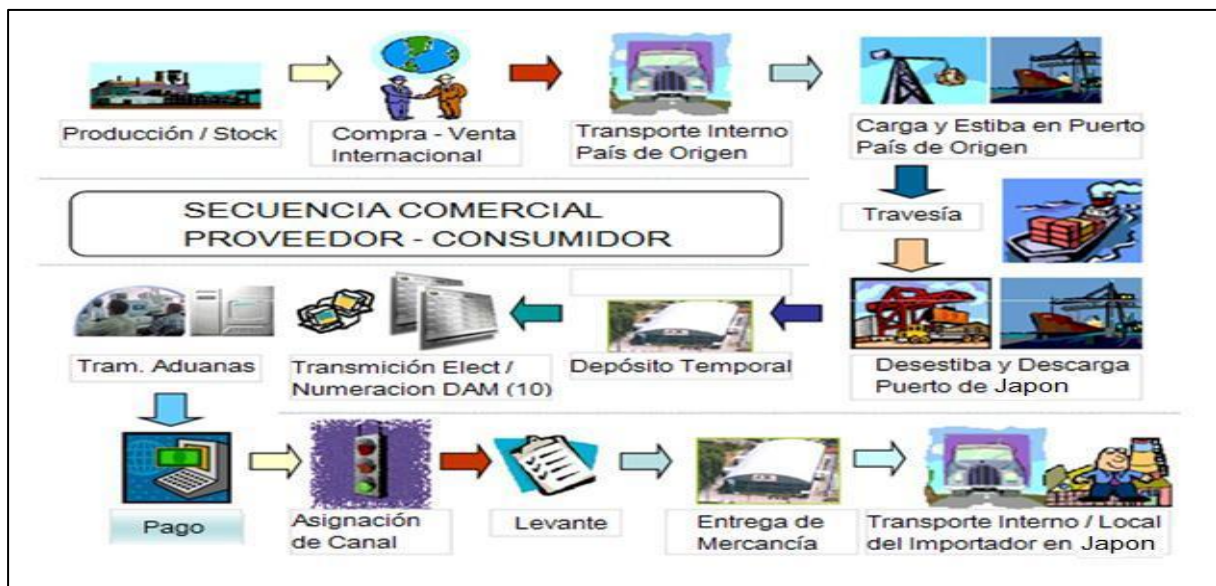 Producción / Stock
Compra - Venta
Internacional
Transporte Interno
País de Origen
Carga y Estiba en Puerto
País de Origen
SECUENCIA COMERCIAL
PROVEEDOR - CONSUMIDOR
Travesía
Desestiba y Descarga
Puerto de Japon
Depósito Temporal
Transmición Elect /
Numeracion DAM (10)
Tram. Aduanas
Pago
Asignación
de Canal
Levante
Entrega de
Mercancía
Transporte Interno / Local
del Importador en Japon